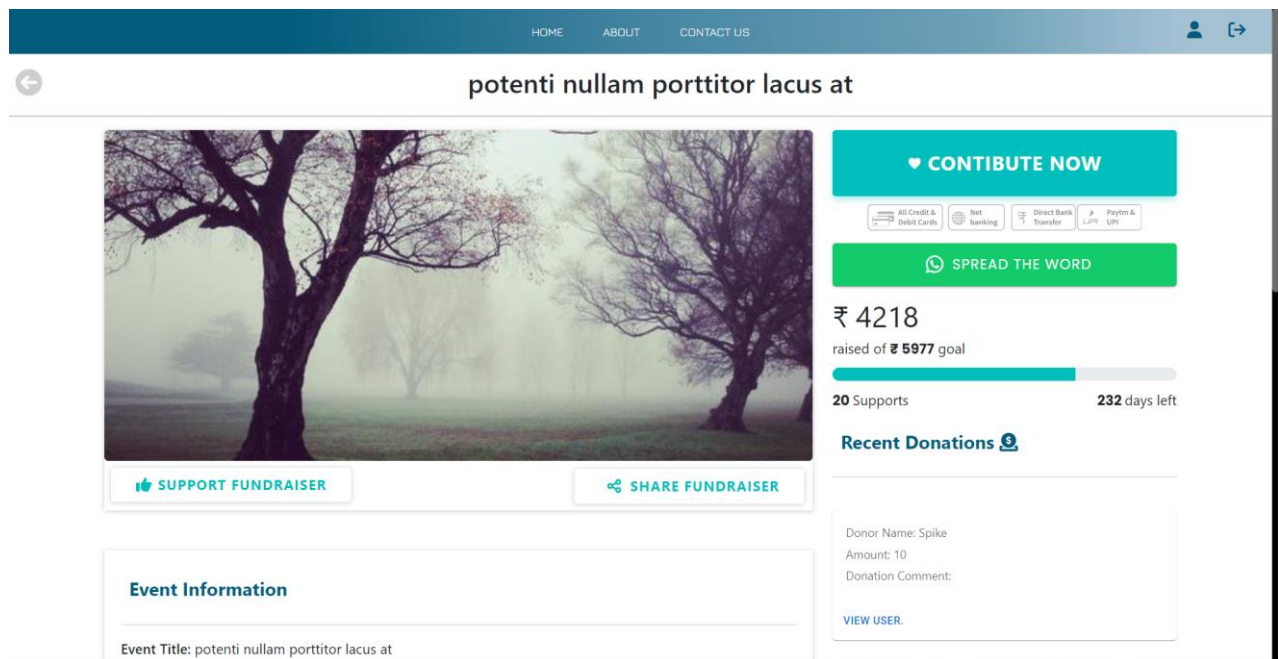 HOME ABOUT CONTACT US
potenti nullam porttitor lacus at
CONTIBUTE NOW
All Credit & Debit Cards
Net banking
Direct Bank Transfer
Paytm & UPI
SPREAD THE WORD
₹ 4218
raised of ₹ 5977 goal
20 Supports 232 days left
Recent Donations
SUPPORT FUNDRAISER SHARE FUNDRAISER
Donor Name: Spike
Amount: 10
Donation Comment:
VIEW USER.
Event Information
Event Title: potenti nullam porttitor lacus at